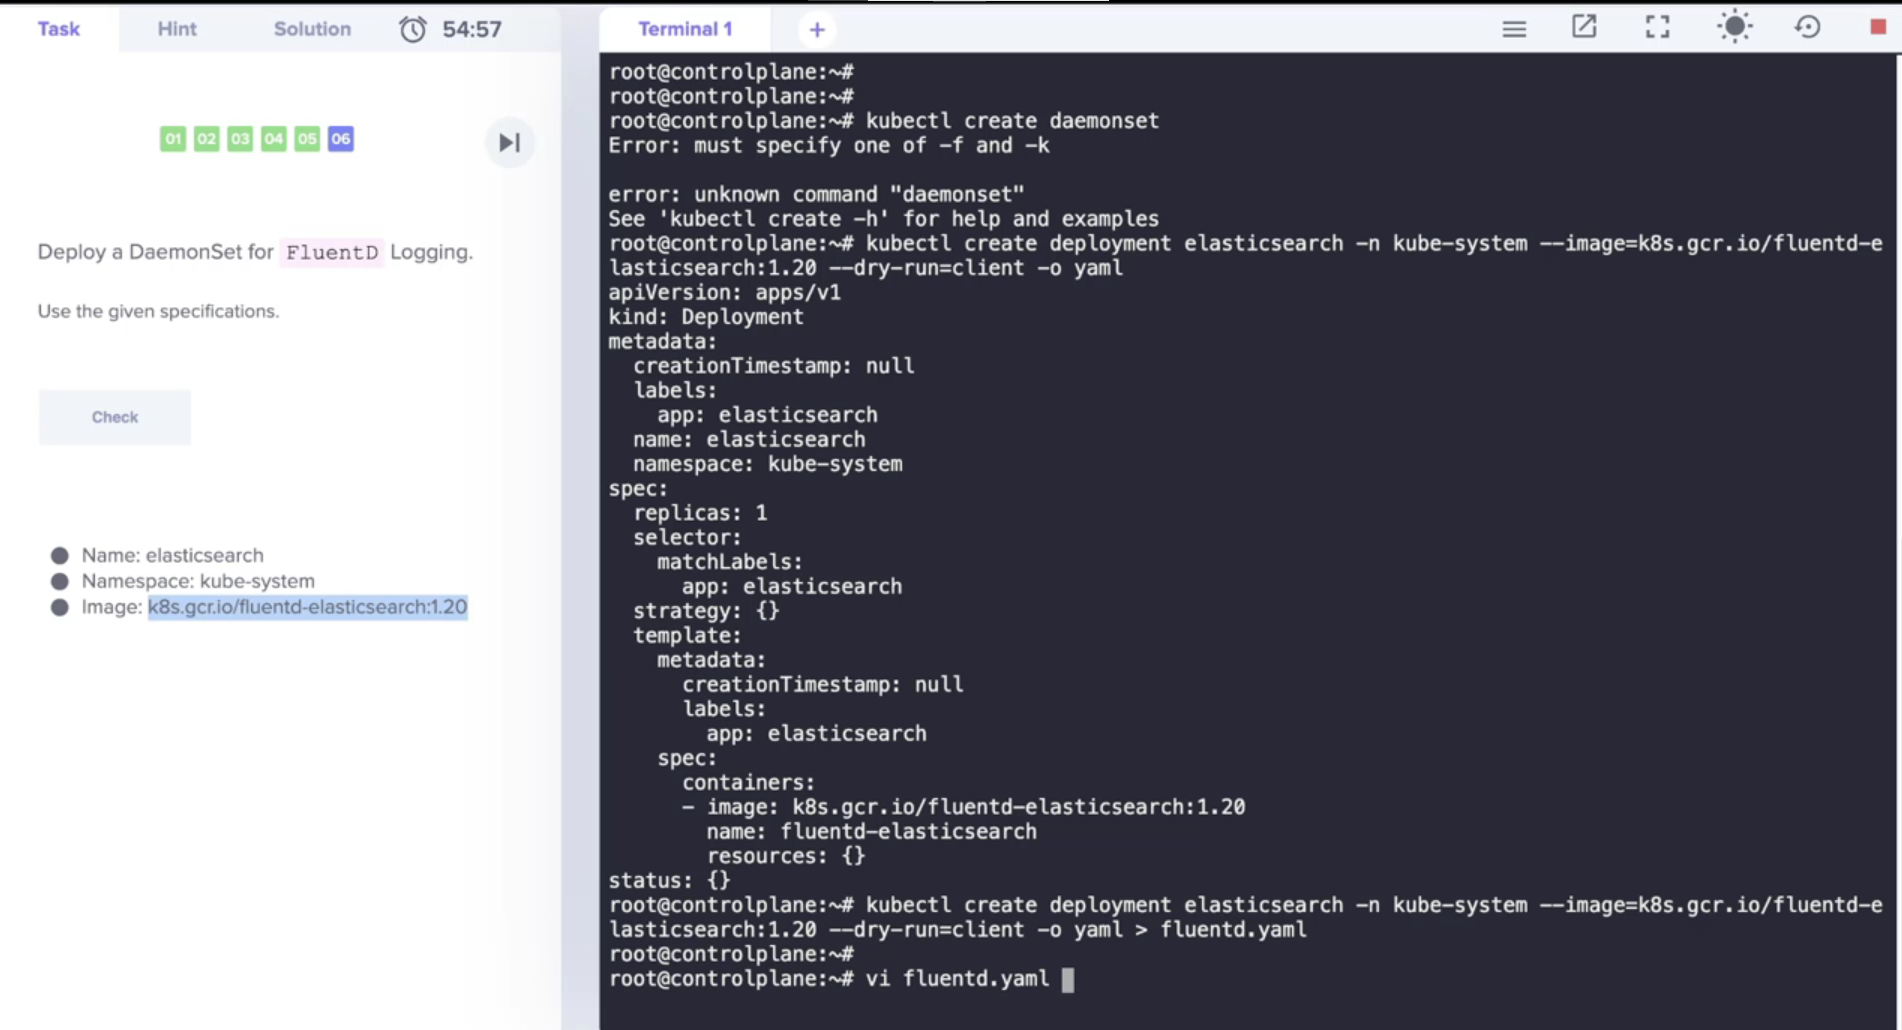 Task Hint Solution 54:57
01 02 03 04 05 06
Deploy a DaemonSet for FluentD Logging.
Use the given specifications.
Check
Name: elasticsearch
Namespace: kube-system
Image: k8s.gcr.io/fluentd-elasticsearch:1.20
Terminal 1 +
root@controlplane:~#
root@controlplane:~#
root@controlplane:~# kubectl create daemonset
Error: must specify one of -f and -k

error: unknown command "daemonset"
See 'kubectl create -h' for help and examples
root@controlplane:~# kubectl create deployment elasticsearch -n kube-system --image=k8s.gcr.io/fluentd-e
lasticsearch:1.20 --dry-run=client -o yaml
apiVersion: apps/v1
kind: Deployment
metadata:
  creationTimestamp: null
  labels:
    app: elasticsearch
  name: elasticsearch
  namespace: kube-system
spec:
  replicas: 1
  selector:
    matchLabels:
      app: elasticsearch
  strategy: {}
  template:
    metadata:
      creationTimestamp: null
      labels:
        app: elasticsearch
    spec:
      containers:
      - image: k8s.gcr.io/fluentd-elasticsearch:1.20
        name: fluentd-elasticsearch
        resources: {}
status: {}
root@controlplane:~# kubectl create deployment elasticsearch -n kube-system --image=k8s.gcr.io/fluentd-e
lasticsearch:1.20 --dry-run=client -o yaml > fluentd.yaml
root@controlplane:~#
root@controlplane:~# vi fluentd.yaml